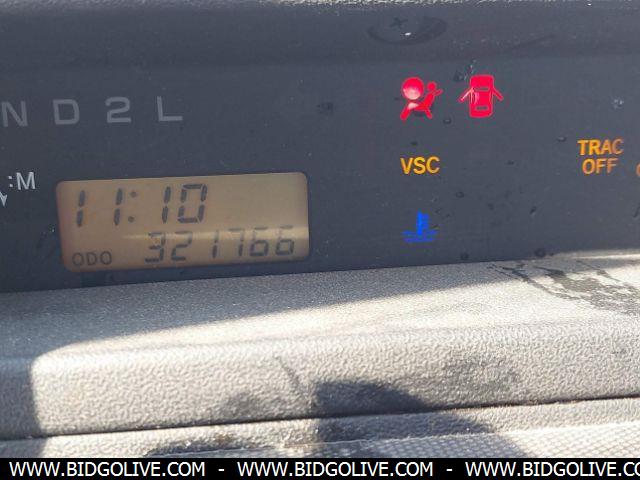 N D 2 L
TRAC
OFF
VSC
:M
11:10
ODO 321766
WWW.BIDGOLIVE.COM - WWW.BIDGOLIVE.COM - WWW.BIDGOLIVE.CO